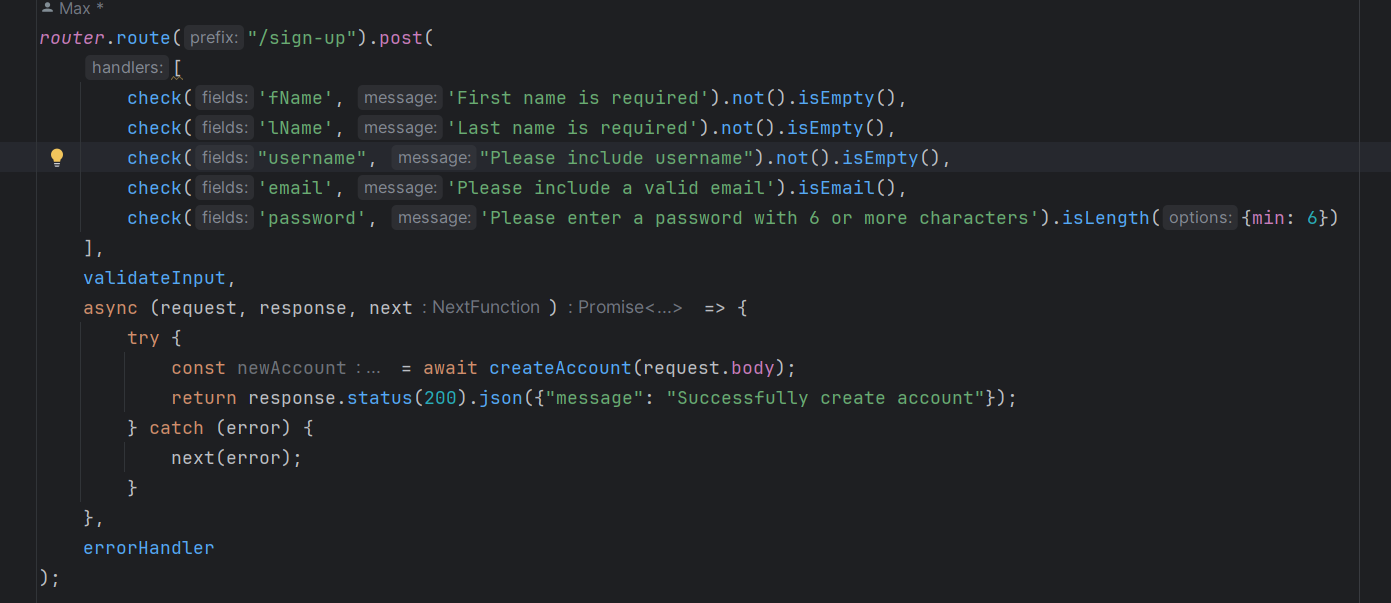 Max *
router.route( prefix: "/sign-up").post(
handlers: [
check( fields: 'fName', message: 'First name is required').not().isEmpty(),
check( fields: 'lName', message: 'Last name is required').not().isEmpty(),
check( fields: "username", message: "Please include username").not().isEmpty(),
check( fields: 'email', message: 'Please include a valid email').isEmail(),
check( fields: 'password', message: 'Please enter a password with 6 or more characters').isLength( options: {min: 6})
],
validateInput,
async (request, response, next : NextFunction ) : Promise<...> => {
try {
const newAccount : ... = await createAccount(request.body);
return response.status(200).json({"message": "Successfully create account"});
} catch (error) {
next(error);
}
},
errorHandler
);